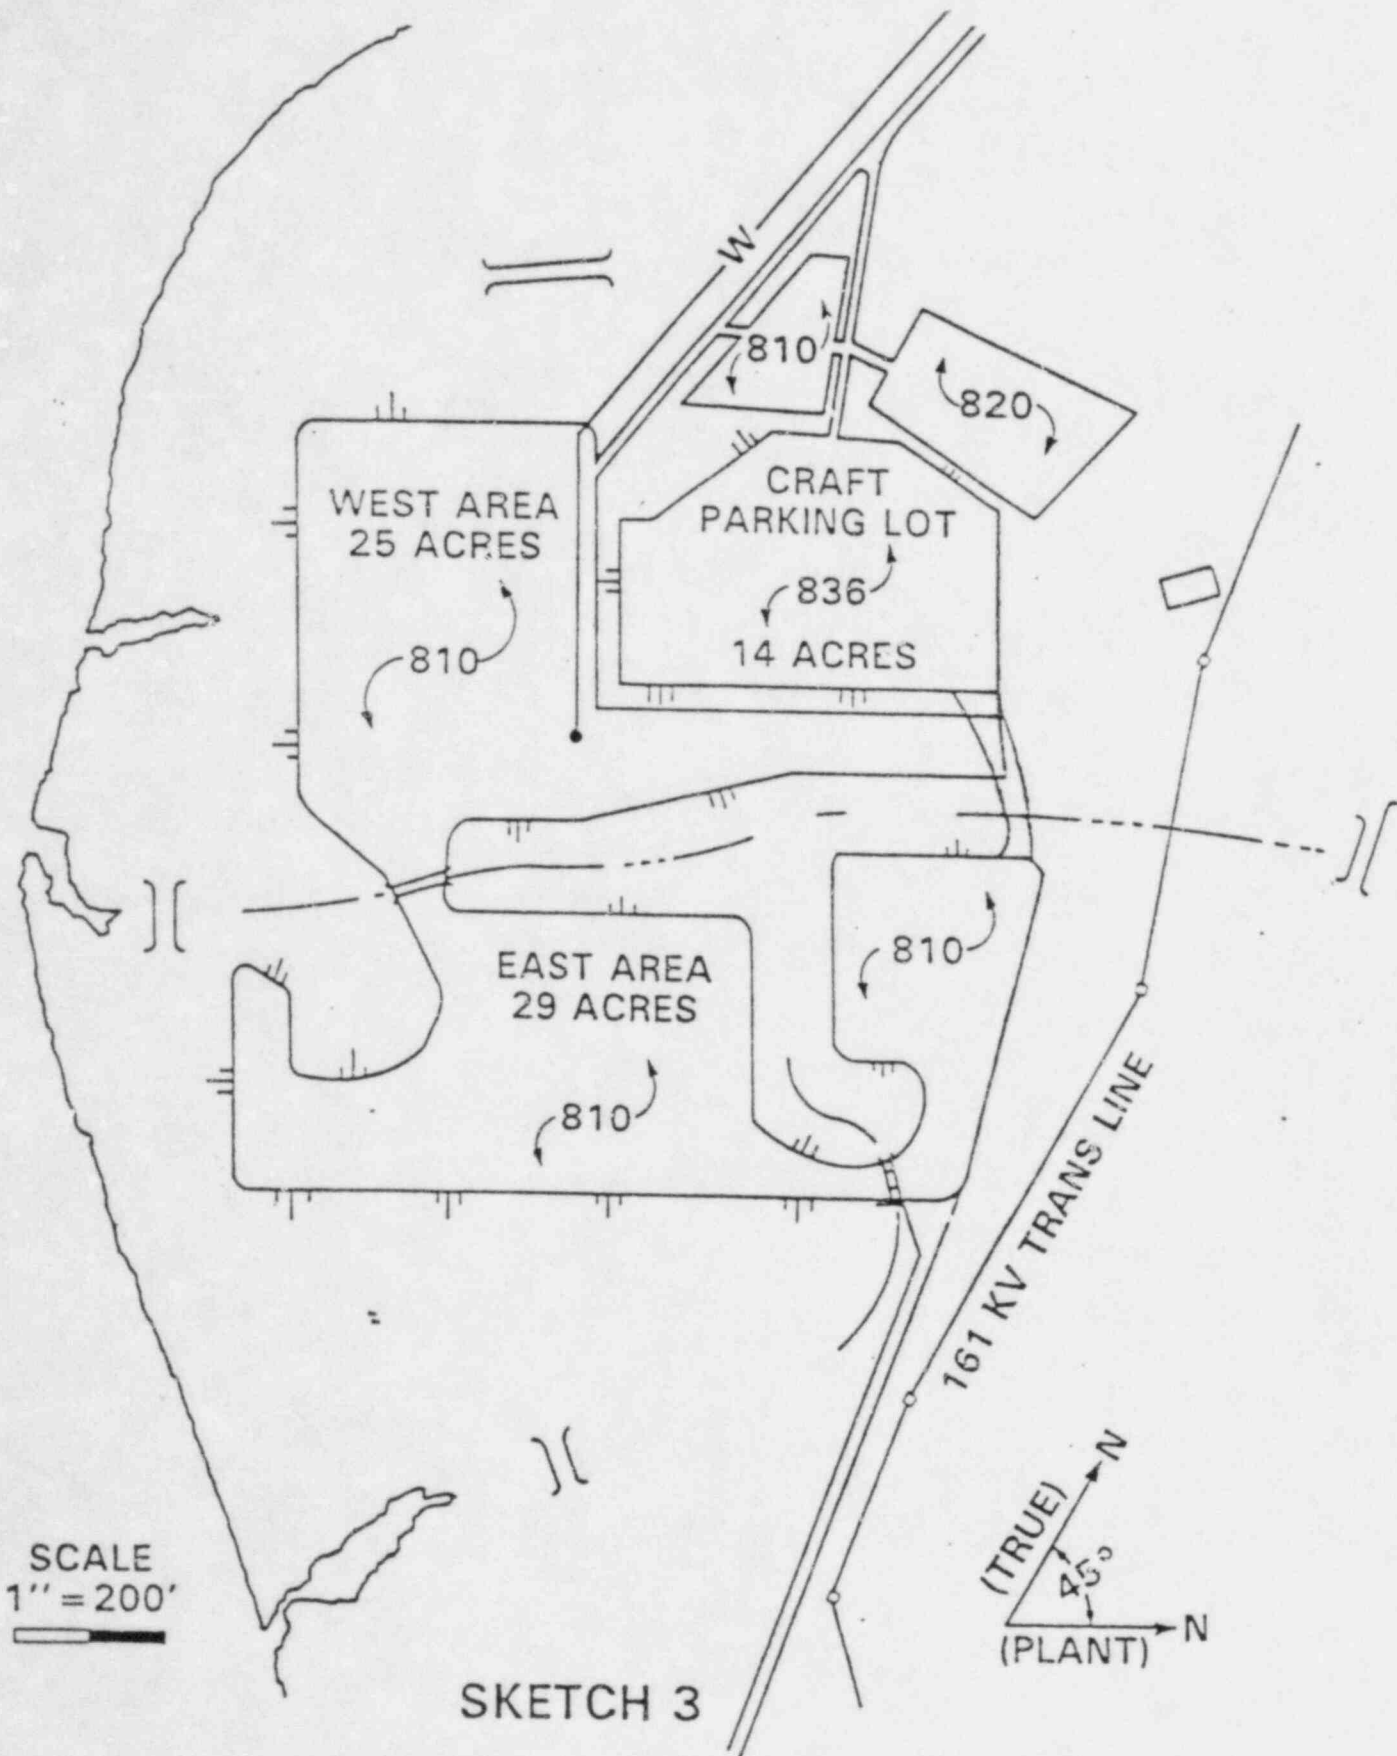 W
810
820
CRAFT
PARKING LOT
836
14 ACRES
WEST AREA
25 ACRES
810
EAST AREA
29 ACRES
810
810
161 KV TRANS LINE
SCALE
1'' = 200'
(TRUE)
N
45°
N
(PLANT)
SKETCH 3